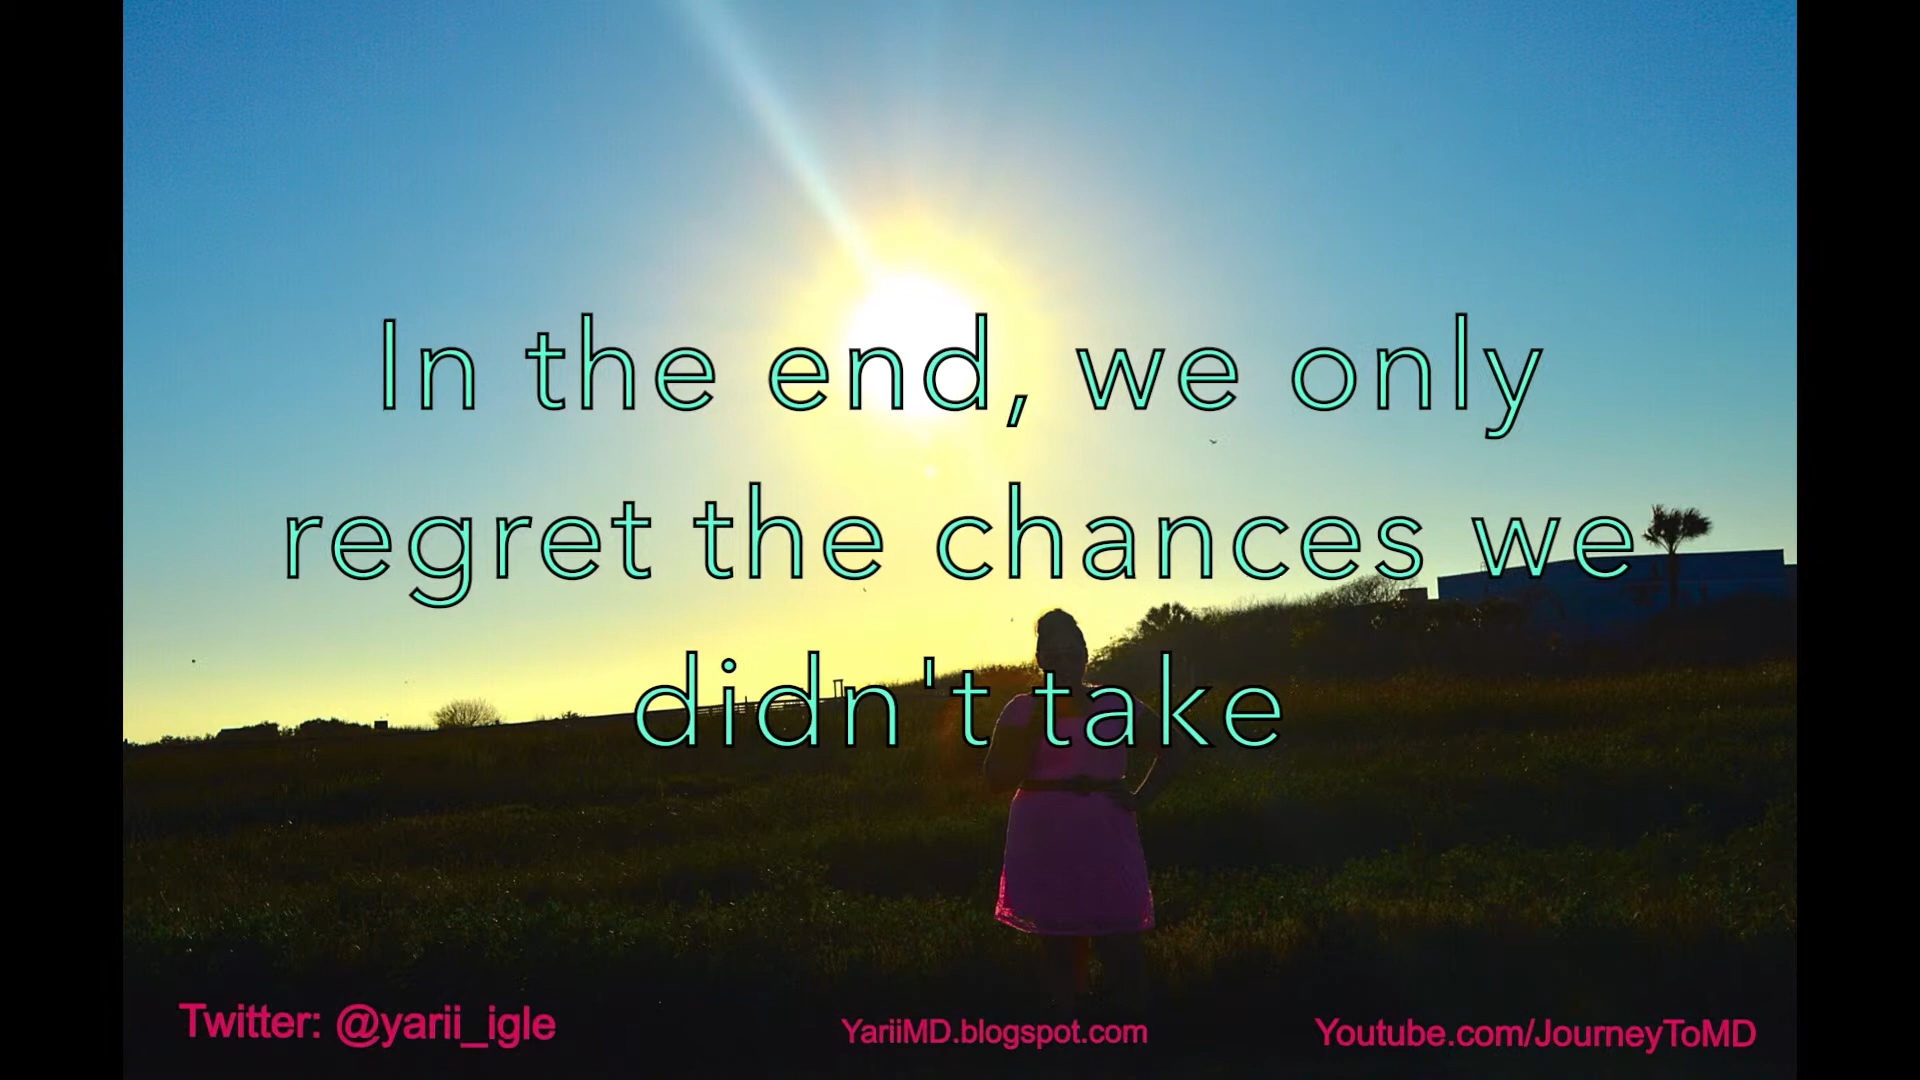 In the end, we only
regret the chances we
didn't take
Twitter: @yarii_igle
YariiMD.blogspot.com
Youtube.com/JourneyToMD